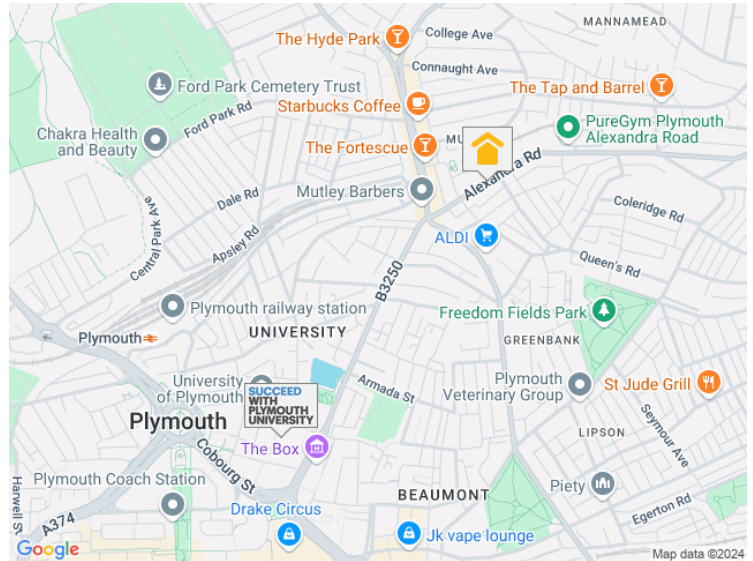 MANNAMEAD
College Ave
The Hyde Park
Connaught Ave
Ford Park Cemetery Trust
The Tap and Barrel
Starbucks Coffee
Ford Park Rd
PureGym Plymouth
Alexandra Road
Chakra Health
and Beauty
The Fortescue
MU
Alexandra Rd
Mutley Barbers
Dale Rd
Central Park Ave
Coleridge Rd
Apsley Rd
ALDI
Queen's Rd
B3250
Plymouth railway station
Freedom Fields Park
Plymouth
UNIVERSITY
GREENBANK
University
of Plymouth
SUCCEED
WITH
PLYMOUTH
UNIVERSITY
Armada St
Plymouth
Veterinary Group
St Jude Grill
Plymouth
Seymour Ave
LIPSON
The Box
Cobourg St
Plymouth Coach Station
Harwell St
BEAUMONT
Piety
Egerton Rd
A374
Drake Circus
Jk vape lounge
Google
Map data ©2024